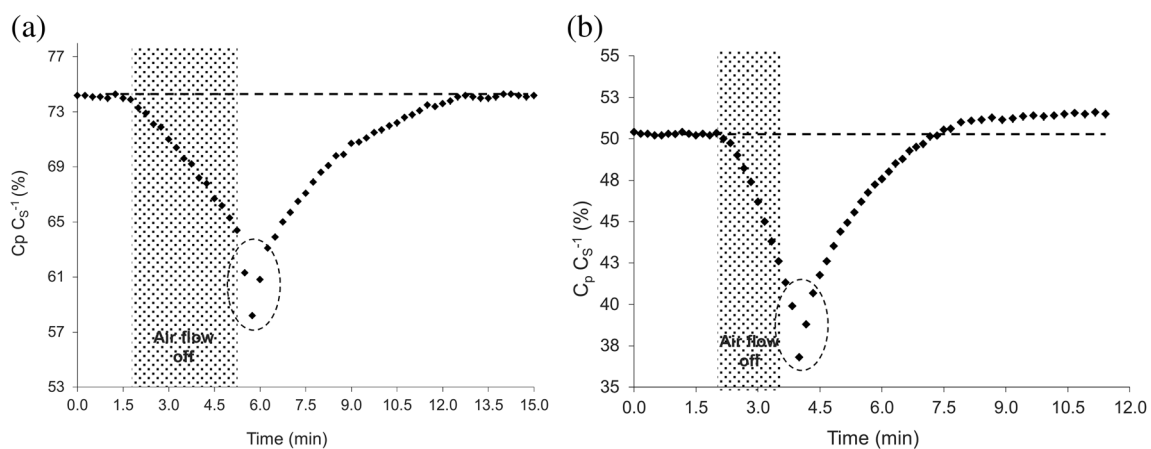 (a)
77
73
69
65
61
57
53
Cp C_S^-1 (%)
Air flow
off
0.0 1.5 3.0 4.5 6.0 7.5 9.0 10.5 12.0 13.5 15.0
Time (min)
(b)
55
53
50
48
45
43
40
38
35
C_p C_S^-1 (%)
Air flow
off
0.0 1.5 3.0 4.5 6.0 7.5 9.0 10.5 12.0
Time (min)